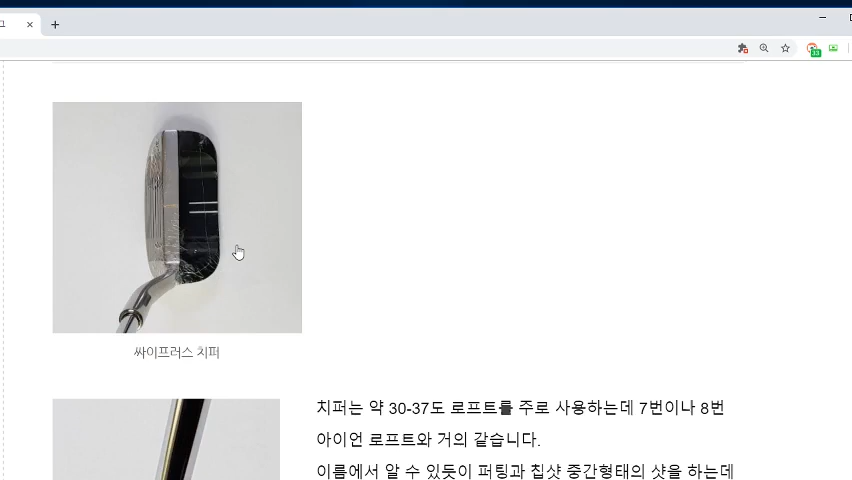 그
33
싸이프러스 치퍼
치퍼는 약 30-37도 로프트를 주로 사용하는데 7번이나 8번
아이언 로프트와 거의 같습니다.
이름에서 알 수 있듯이 퍼팅과 칩샷 중간형태의 샷을 하는데